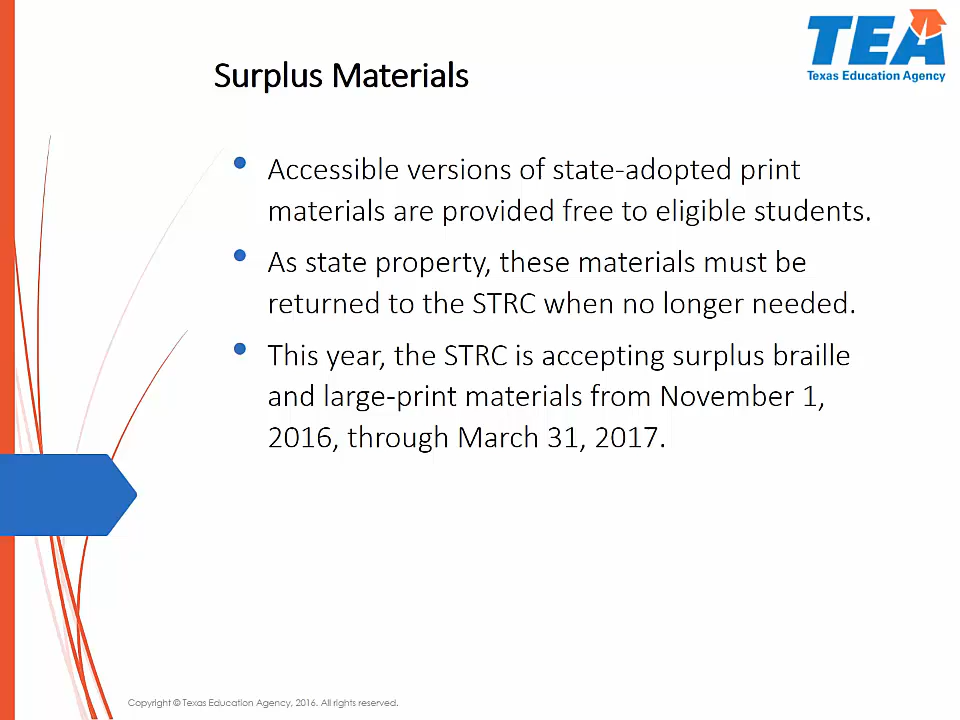 TEA
Texas Education Agency
Surplus Materials
Accessible versions of state-adopted print
materials are provided free to eligible students.
As state property, these materials must be
returned to the STRC when no longer needed.
This year, the STRC is accepting surplus braille
and large-print materials from November 1,
2016, through March 31, 2017.
Copyright © Texas Education Agency, 2016. All rights reserved.